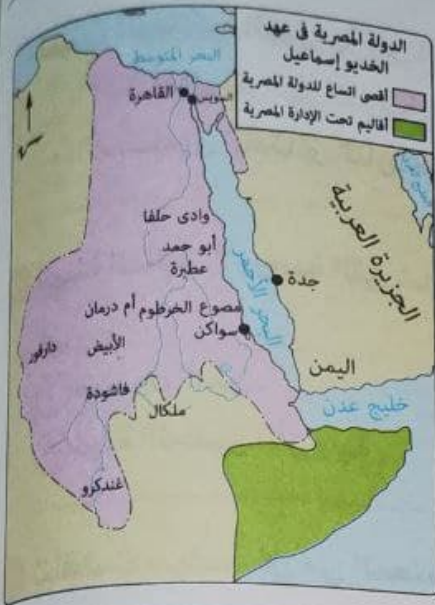 الدولة المصرية فى عهد
الخديو إسماعيل
أقصى اتساع للدولة المصرية
أقاليم تحت الإدارة المصرية
البحر المتوسط
القاهرة
السويس
الجزيرة العربية
وادى حلفا
أبو حمد
عطبرة
البحر الأحمر
جدة
مصوع الخرطوم أم درمان
سواكن
الأبيض
دارفور
اليمن
فاشودة
ملكال
خليج عدن
غندكرو